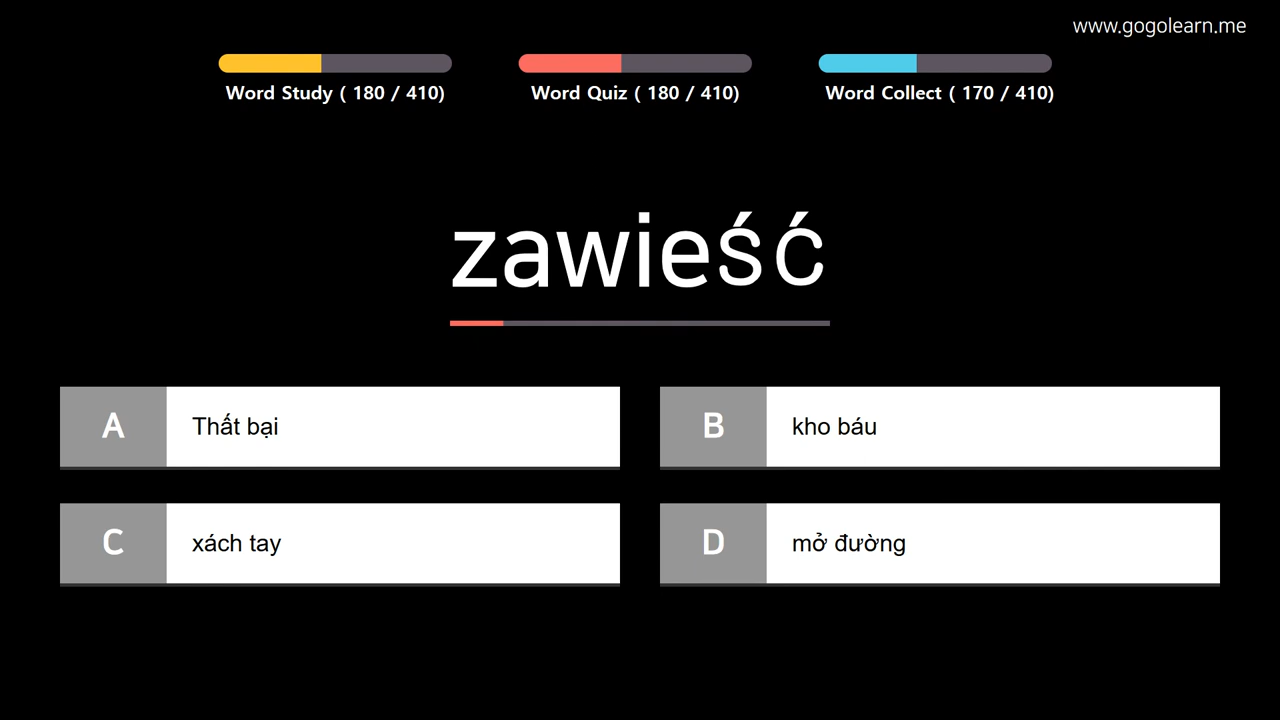 www.gogolearn.me
Word Study ( 180 / 410)
Word Quiz ( 180 / 410)
Word Collect ( 170 / 410)
zawieść
A Thất bại
B kho báu
C xách tay
D mở đường